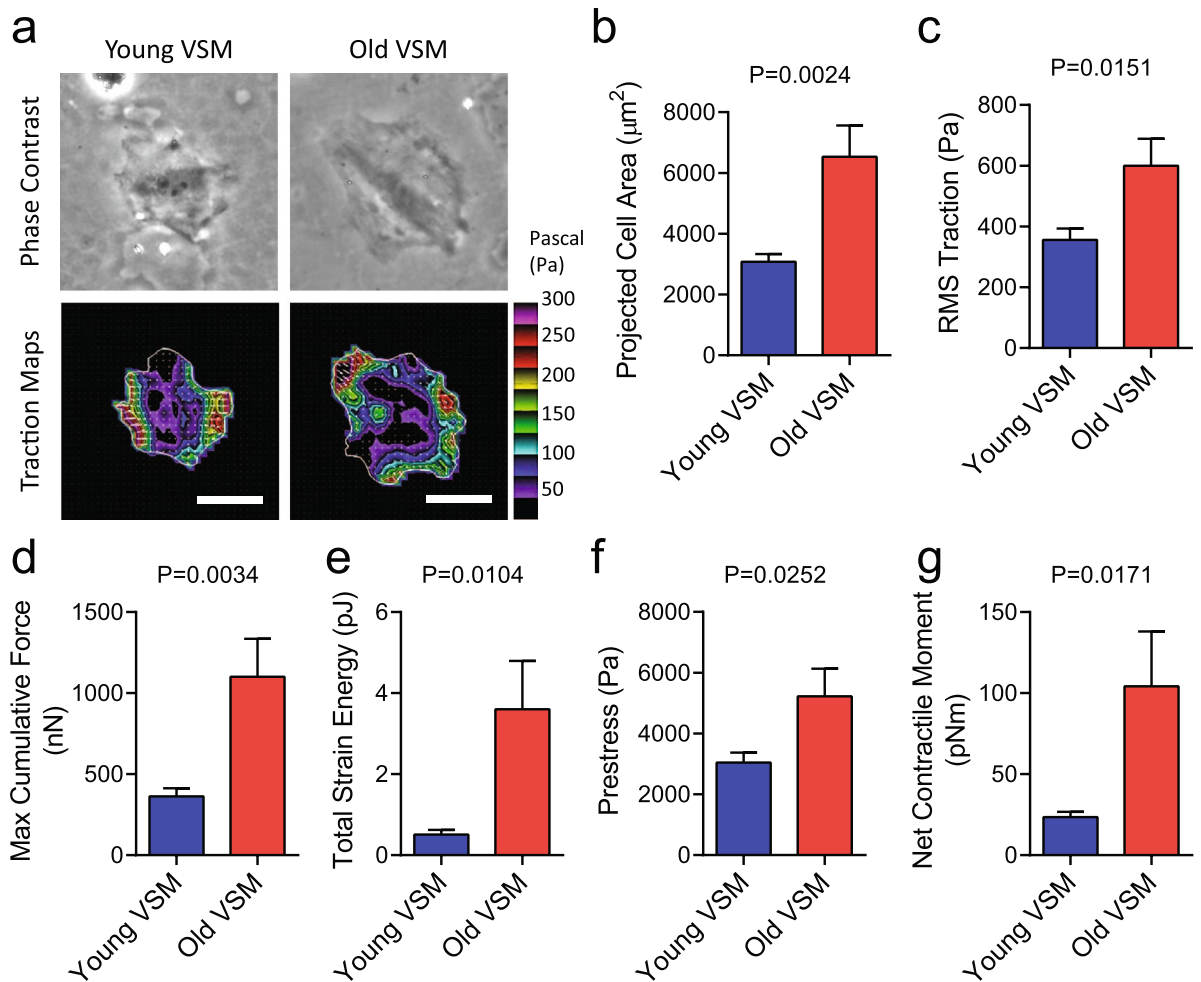 a
Young VSM
Old VSM
Phase Contrast
Traction Maps
Pascal
(Pa)
300
250
200
150
100
50
b
P=0.0024
Projected Cell Area (μm²)
8000
6000
4000
2000
0
Young VSM
Old VSM
c
P=0.0151
RMS Traction (Pa)
800
600
400
200
0
Young VSM
Old VSM
d
P=0.0034
Max Cumulative Force
(nN)
1500
1000
500
0
Young VSM
Old VSM
e
P=0.0104
Total Strain Energy (pJ)
6
4
2
0
Young VSM
Old VSM
f
P=0.0252
Prestress (Pa)
8000
6000
4000
2000
0
Young VSM
Old VSM
g
P=0.0171
Net Contractile Moment
(pNm)
150
100
50
0
Young VSM
Old VSM